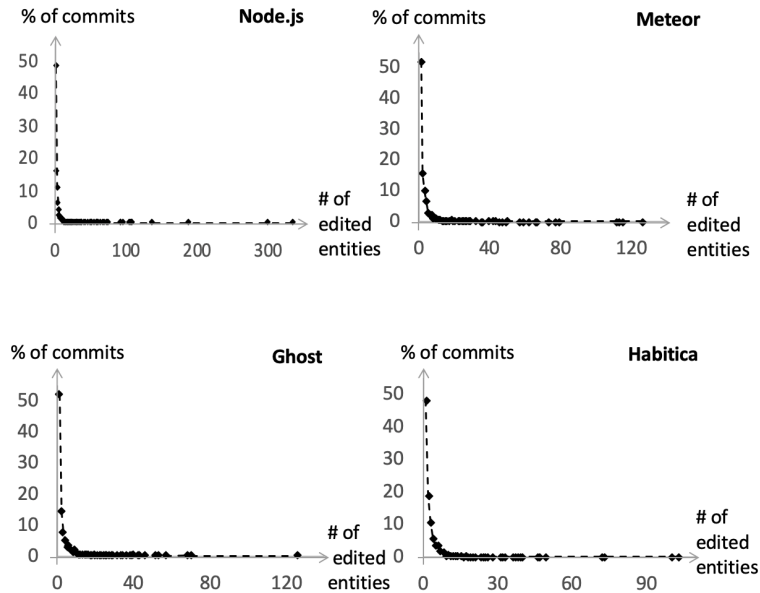 % of commits Node.js
50
40
30
20
10
0
0 100 200 300
# of
edited
entities
% of commits Meteor
50
40
30
20
10
0
0 40 80 120
# of
edited
entities
% of commits Ghost
50
40
30
20
10
0
0 40 80 120
# of
edited
entities
% of commits Habitica
50
40
30
20
10
0
0 30 60 90
# of
edited
entities